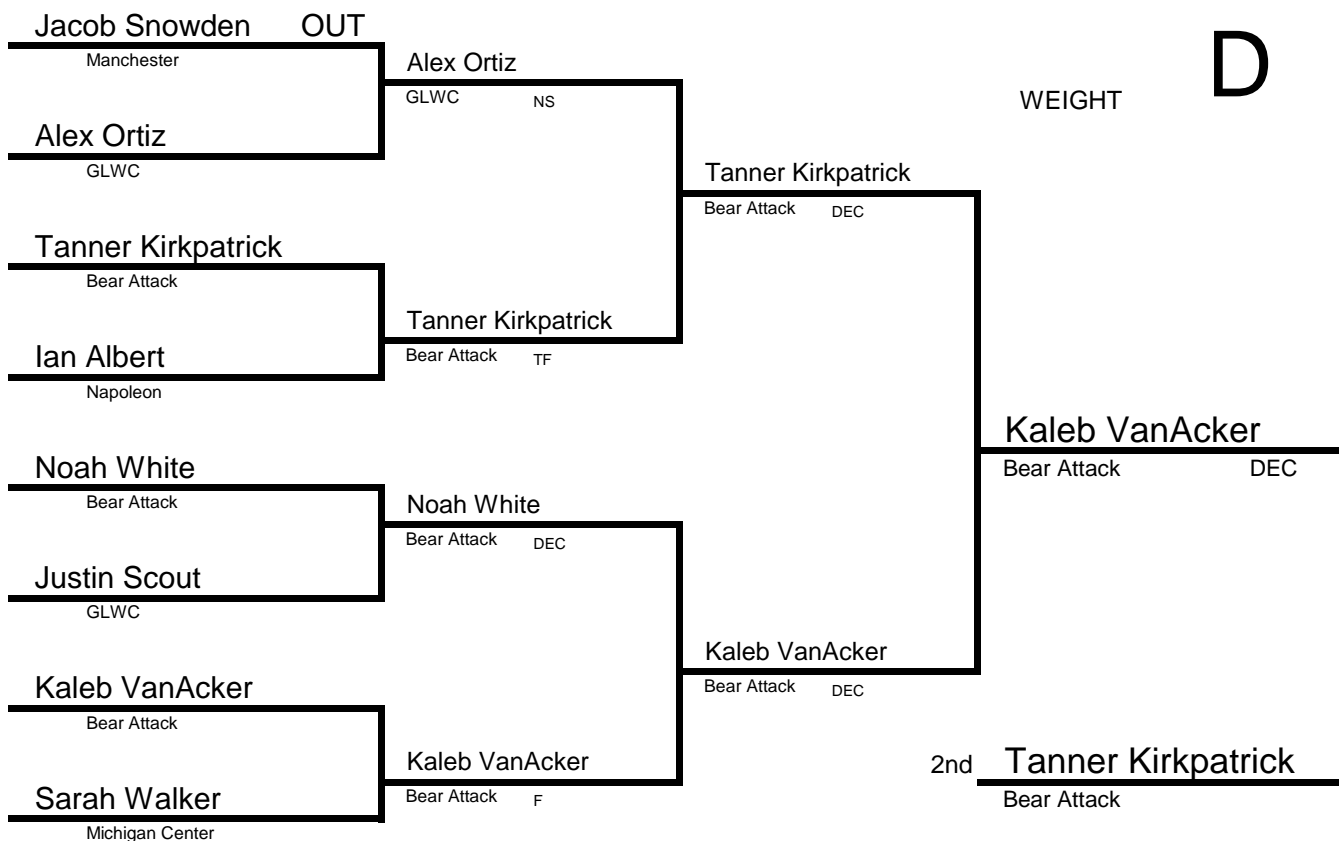 Jacob Snowden OUT
Manchester
Alex Ortiz
GLWC NS
D
WEIGHT
Alex Ortiz
GLWC
Tanner Kirkpatrick
Bear Attack DEC
Tanner Kirkpatrick
Bear Attack
Tanner Kirkpatrick
Bear Attack TF
Ian Albert
Napoleon
Kaleb VanAcker
Bear Attack DEC
Noah White
Bear Attack
Noah White
Bear Attack DEC
Justin Scout
GLWC
Kaleb VanAcker
Bear Attack DEC
Kaleb VanAcker
Bear Attack
Kaleb VanAcker
Bear Attack F
2nd Tanner Kirkpatrick
Bear Attack
Sarah Walker
Michigan Center